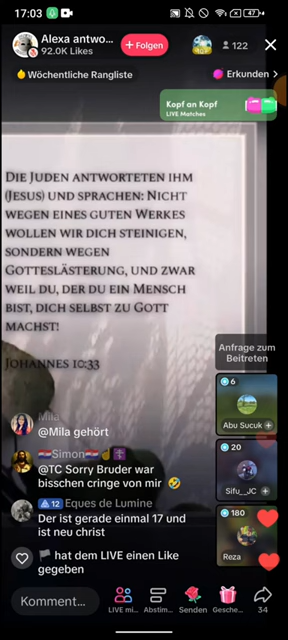 17:03
47
Alexa antwo...
92.0K Likes
+ Folgen
122
Wöchentliche Rangliste
Erkunden >
Kopf an Kopf
LIVE Matches
Die Juden antworteten ihm
(Jesus) und sprachen: Nicht
wegen eines guten Werkes
wollen wir dich steinigen,
sondern wegen
Gotteslästerung, und zwar
weil du, der du ein Mensch
bist, dich selbst zu Gott
machst!
Johannes 10:33
Anfrage zum
Beitreten
6
Abu Sucuk +
20
Sifu_JC +
180
Reza
Mila
@Mila gehört
🇭🇷Simon🇭🇷☝️✝️
@TC Sorry Bruder war
bisschen cringe von mir 🤣
12 Eques de Lumine
Der ist gerade einmal 17 und
ist neu christ
hat dem LIVE einen Like
gegeben
Komment...
LIVE mi...
Abstim...
Senden
Gesche...
34